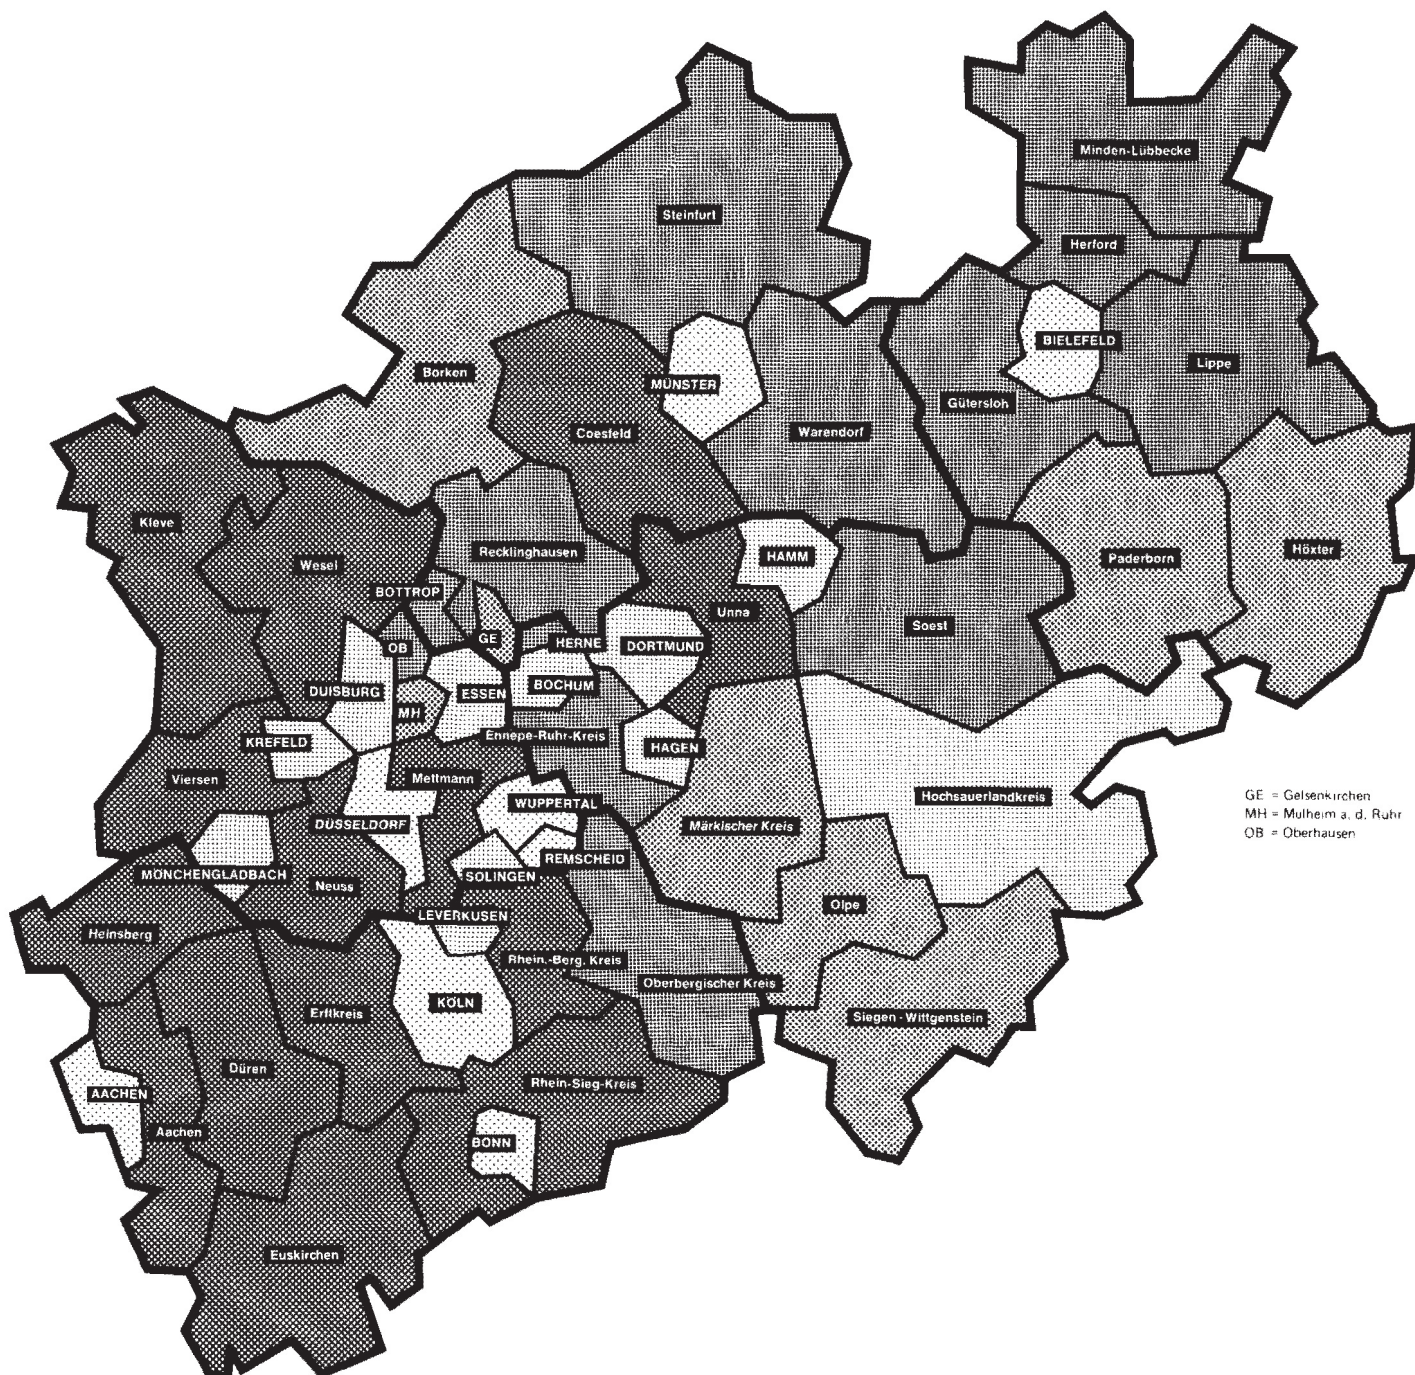 Minden-Lübbecke
Steinfurt
Herford
BIELEFELD
Lippe
Borken
MÜNSTER
Gütersloh
Coesfeld
Warendorf
Kleve
Recklinghausen
HAMM
Paderborn
Höxter
Wesel
BOTTROP
Unna
Soest
GE
HERNE
DORTMUND
OB
DUISBURG
ESSEN
BOCHUM
MH
Ennepe-Ruhr-Kreis
KREFELD
HAGEN
Viersen
Mettmann
Hochsauerlandkreis
GE = Gelsenkirchen
MH = Mulheim a. d. Ruhr
OB = Oberhausen
WUPPERTAL
DÜSSELDORF
Märkischer Kreis
REMSCHEID
MÖNCHENGLADBACH
SOLINGEN
Neuss
Olpe
LEVERKUSEN
Heinsberg
Rhein.-Berg. Kreis
Oberbergischer Kreis
KÖLN
Erftkreis
Siegen-Wittgenstein
Düren
Rhein-Sieg-Kreis
AACHEN
Aachen
BONN
Euskirchen